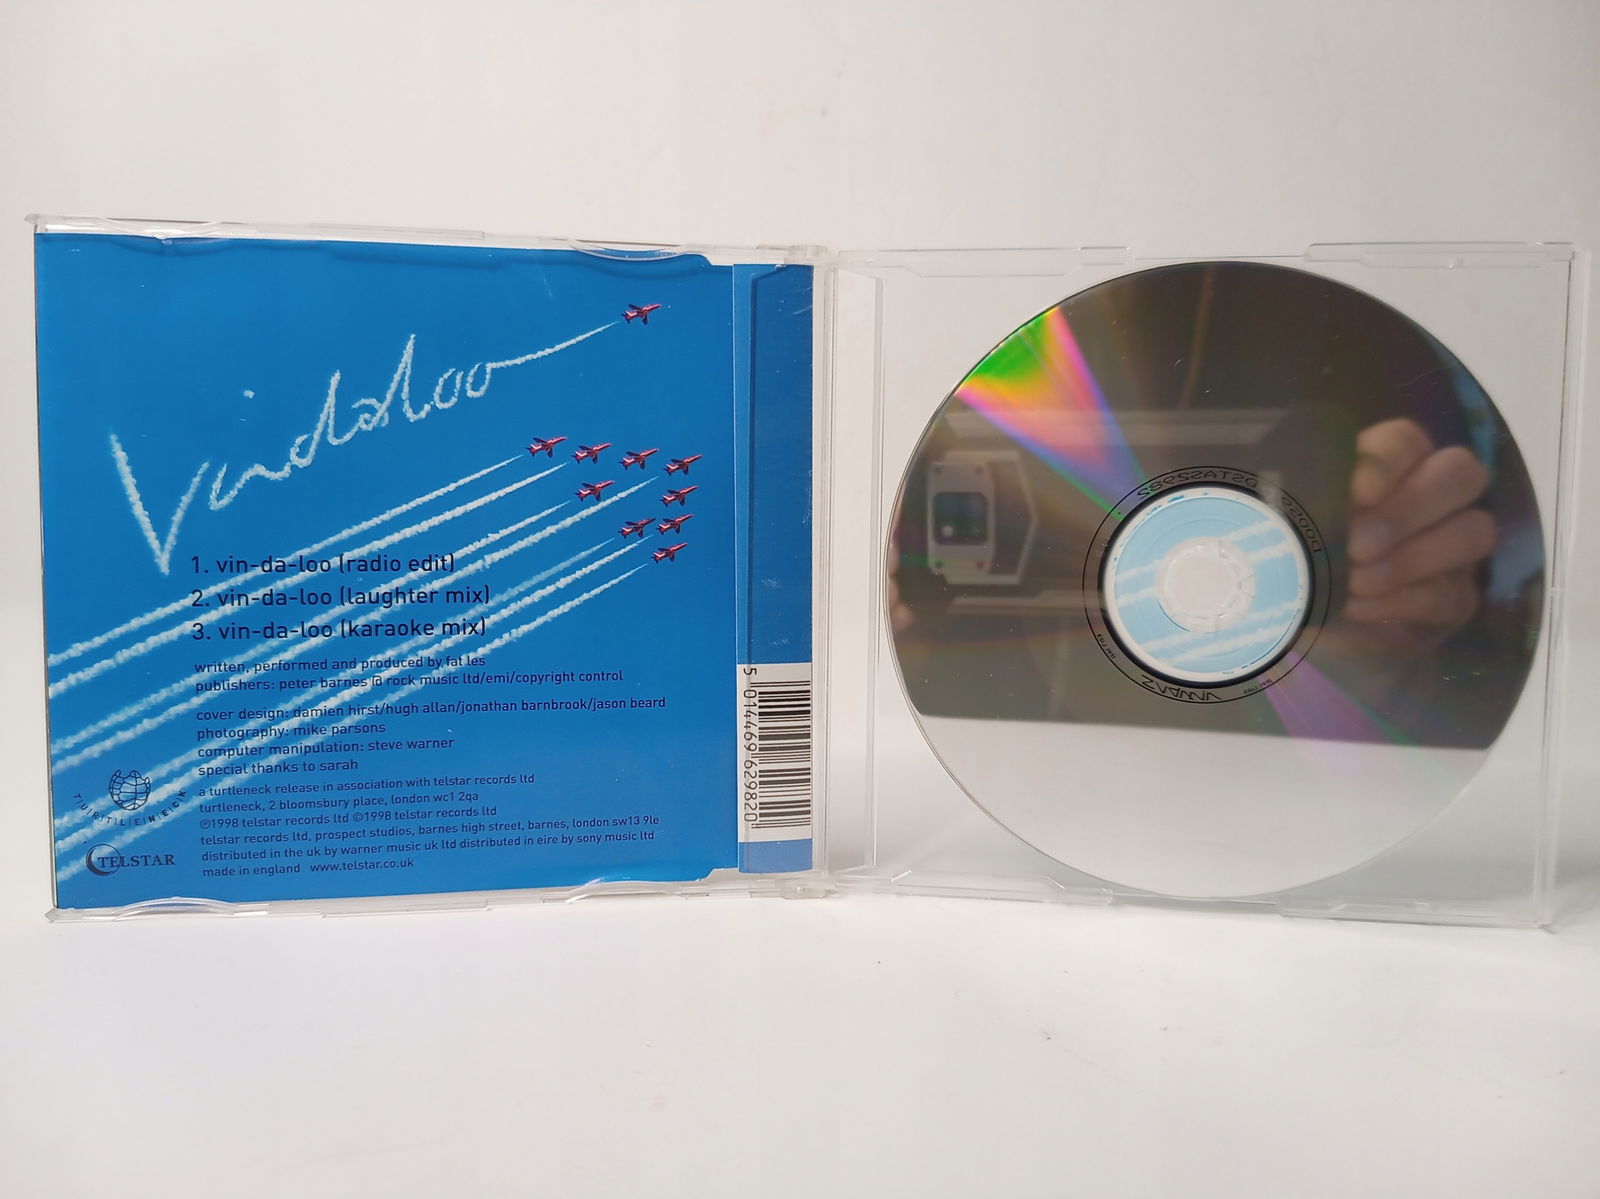 Vindaloo
1. vin-da-loo (radio edit)
2. vin-da-loo (laughter mix)
3. vin-da-loo (karaoke mix)
written, performed and produced by fat les
publishers: peter barnes @ rock music ltd/emi/copyright control
cover design: damien hirst/hugh allan/jonathan barnbrook/jason beard
photography: mike parsons
computer manipulation: steve warner
special thanks to sarah
a turtleneck release in association with telstar records ltd
turtleneck, 2 bloomsbury place, london wc1 2qa
℗1998 telstar records ltd ©1998 telstar records ltd
telstar records ltd, prospect studios, barnes high street, barnes, london sw13 9le
distributed in the uk by warner music uk ltd distributed in eire by sony music ltd
made in england www.telstar.co.uk
T/U/R/T/L/E/N/E/C/K
TELSTAR
5 014469 629820